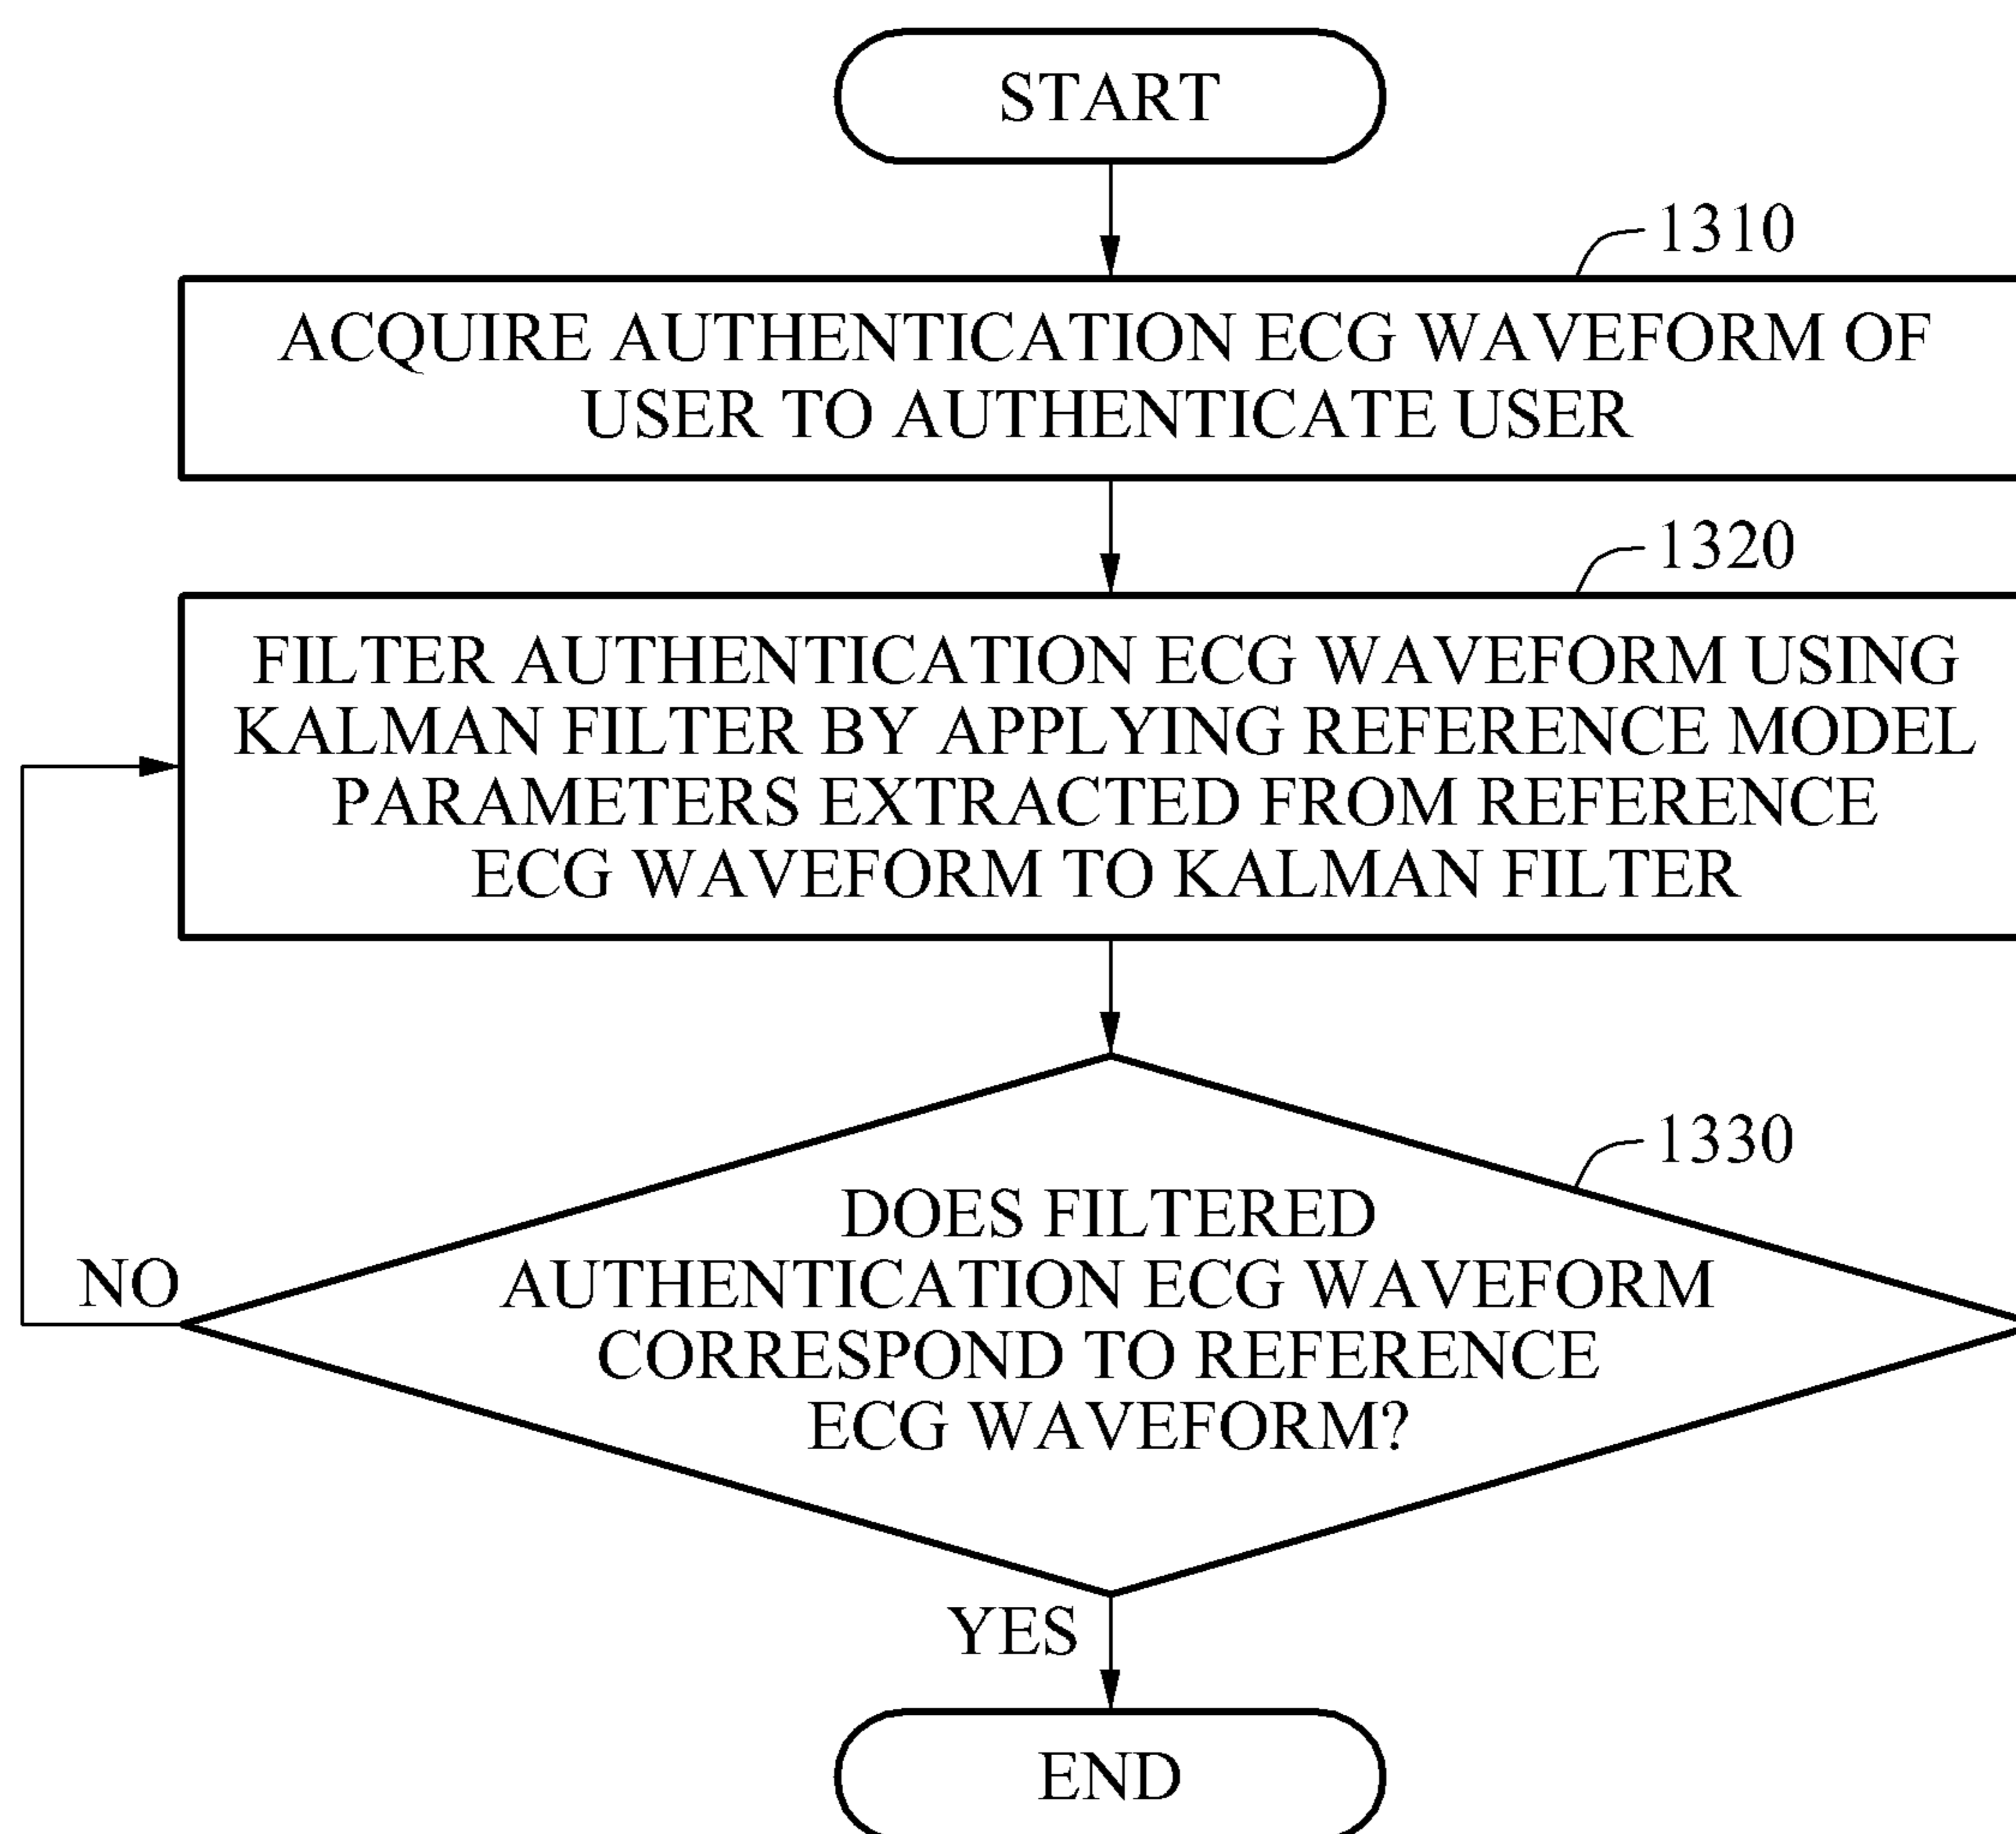 START
1310
ACQUIRE AUTHENTICATION ECG WAVEFORM OF
USER TO AUTHENTICATE USER
1320
FILTER AUTHENTICATION ECG WAVEFORM USING
KALMAN FILTER BY APPLYING REFERENCE MODEL
PARAMETERS EXTRACTED FROM REFERENCE
ECG WAVEFORM TO KALMAN FILTER
1330
DOES FILTERED
AUTHENTICATION ECG WAVEFORM
CORRESPOND TO REFERENCE
ECG WAVEFORM?
NO
YES
END